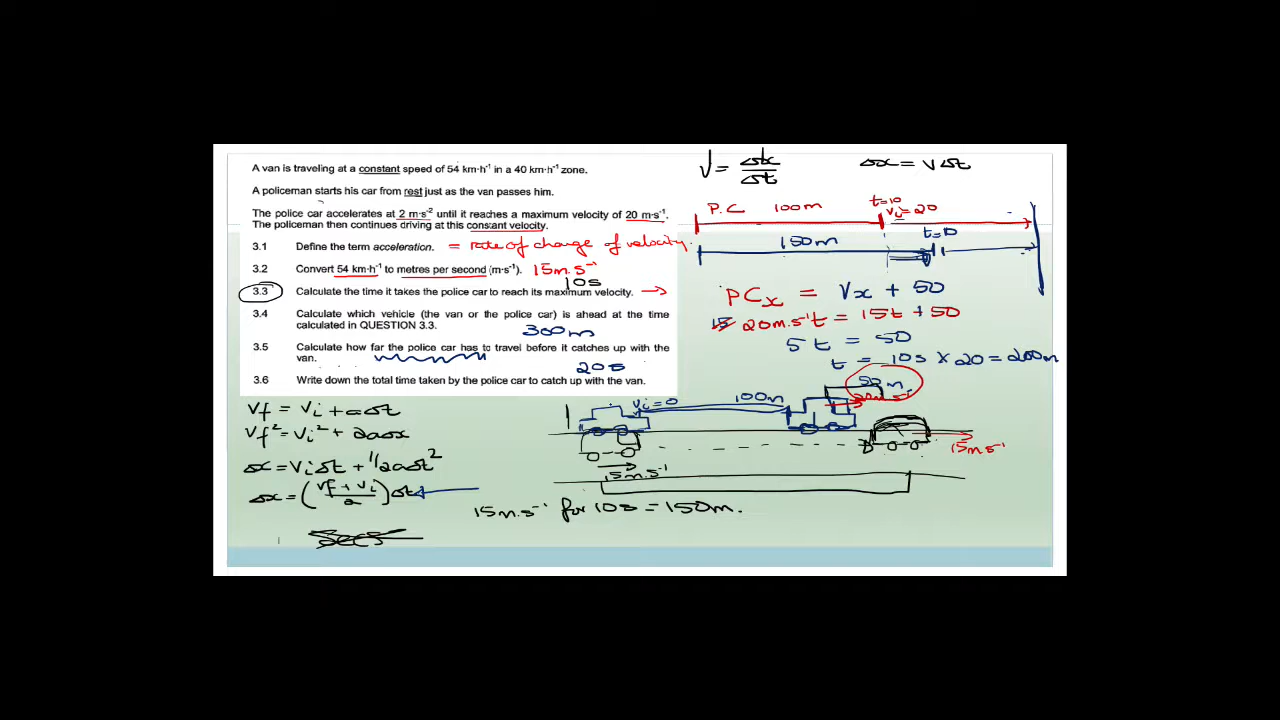 A van is traveling at a constant speed of 54 km·h⁻¹ in a 40 km·h⁻¹ zone.
A policeman starts his car from rest just as the van passes him.
The police car accelerates at 2 m·s⁻² until it reaches a maximum velocity of 20 m·s⁻¹.
The policeman then continues driving at this constant velocity.
3.1 Define the term acceleration. = rate of change of velocity.
3.2 Convert 54 km·h⁻¹ to metres per second (m·s⁻¹). 15m.s⁻¹
10s
3.3 Calculate the time it takes the police car to reach its maximum velocity.
3.4 Calculate which vehicle (the van or the police car) is ahead at the time
calculated in QUESTION 3.3.
300m
3.5 Calculate how far the police car has to travel before it catches up with the
van.
20s
3.6 Write down the total time taken by the police car to catch up with the van.
V = Δx/Δt
Δx = VΔt
P.C 100m t=10
Vi=20
150m t=10
PCx = Vx + 50
20m.s⁻¹t = 15t + 50
5t = 50
t = 10s × 20 = 200m
Vf = Vi + aΔt
Vf² = Vi² + 2aΔx
Δx = ViΔt + 1/2aΔt²
Δx = (Vf + Vi/2)Δt
Vi=0 100m 50m
20m.s⁻¹
15m.s⁻¹
15m.s⁻¹
15m.s⁻¹ for 10s = 150m.